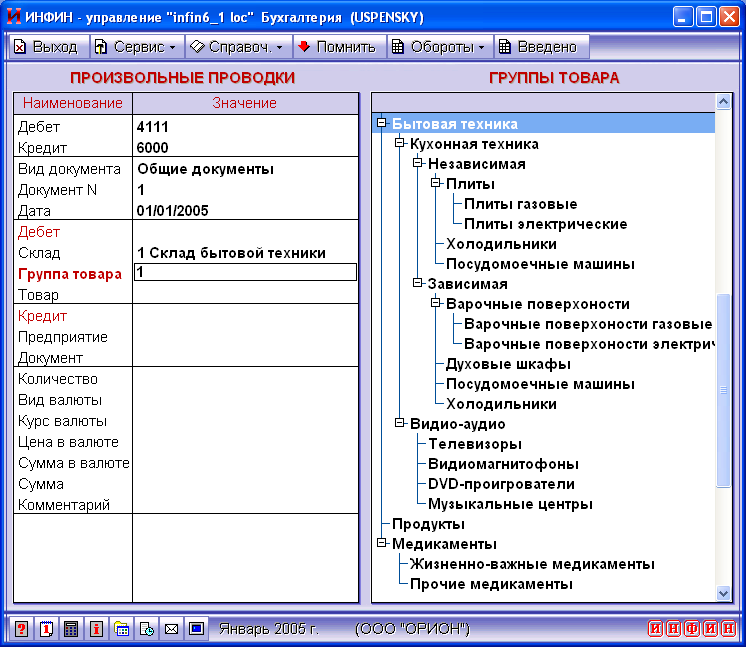 ИНФИН - управление "infin6_1 loc" Бухгалтерия (USPENSKY)
Выход Сервис Справоч. Помнить Обороты Введено
ПРОИЗВОЛЬНЫЕ ПРОВОДКИ
Наименование Значение
Дебет 4111
Кредит 6000
Вид документа Общие документы
Документ N 1
Дата 01/01/2005
Дебет
Склад 1 Склад бытовой техники
Группа товара 1
Товар
Кредит
Предприятие
Документ
Количество
Вид валюты
Курс валюты
Цена в валюте
Сумма в валюте
Сумма
Комментарий
ГРУППЫ ТОВАРА
Бытовая техника
Кухонная техника
Независимая
Плиты
Плиты газовые
Плиты электрические
Холодильники
Посудомоечные машины
Зависимая
Варочные поверхоности
Варочные поверхоности газовые
Варочные поверхоности электрич
Духовые шкафы
Посудомоечные машины
Холодильники
Видио-аудио
Телевизоры
Видиомагнитофоны
DVD-проигрователи
Музыкальные центры
Продукты
Медикаменты
Жизненно-важные медикаменты
Прочие медикаменты
Январь 2005 г. (ООО "ОРИОН") ИНФИН